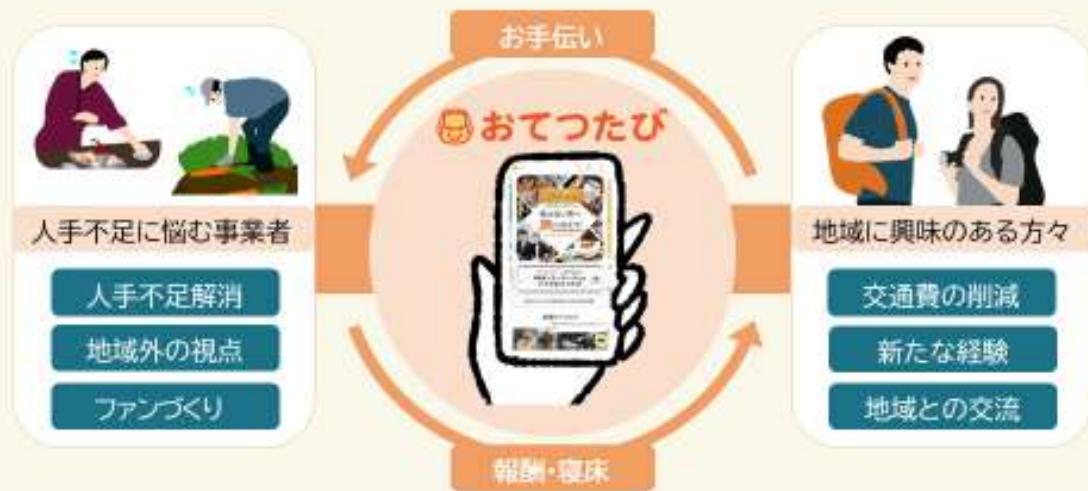 お手伝い
おてつたび
人手不足に悩む事業者
人手不足解消
地域外の視点
ファンづくり
地域に興味のある方々
交通費の削減
新たな経験
地域との交流
報酬・寝床